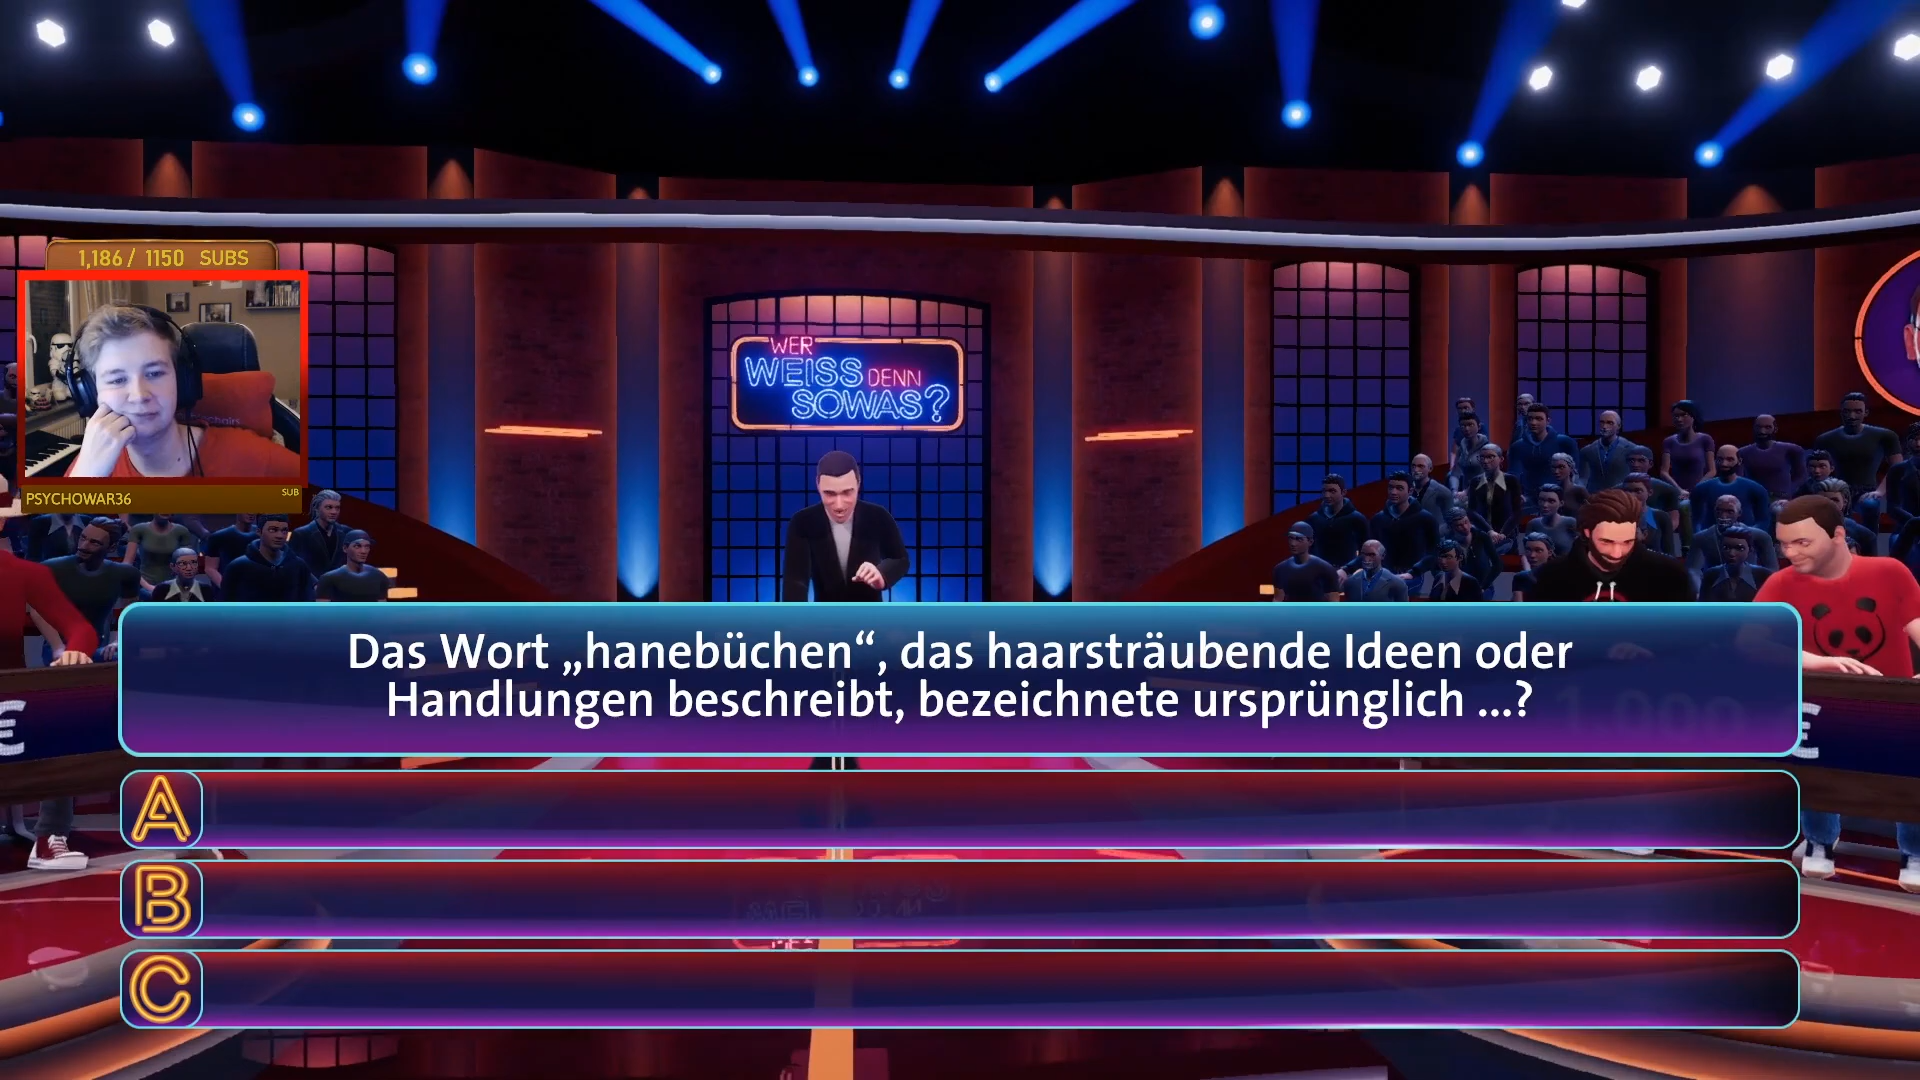 1,186 / 1150 SUBS
PSYCHOWAR36
SUB
WER
WEISS DENN
SOWAS?
Das Wort „hanebüchen“, das haarsträubende Ideen oder
Handlungen beschreibt, bezeichnete ursprünglich ...?
€
€
A
B
C